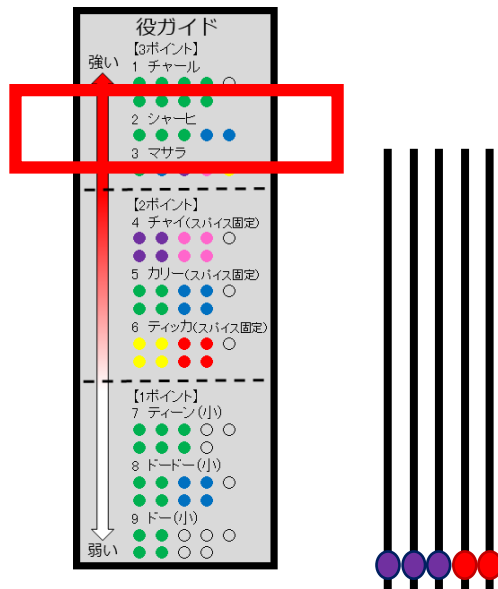 役ガイド
【3ポイント】
強い
1 チャール
2 シャーヒ
3 マサラ
【2ポイント】
4 チャイ(スパイス固定)
5 カリー(スパイス固定)
6 ティッカ(スパイス固定)
【1ポイント】
7 ティーン(小)
8 ドードー(小)
9 ドー(小)
弱い